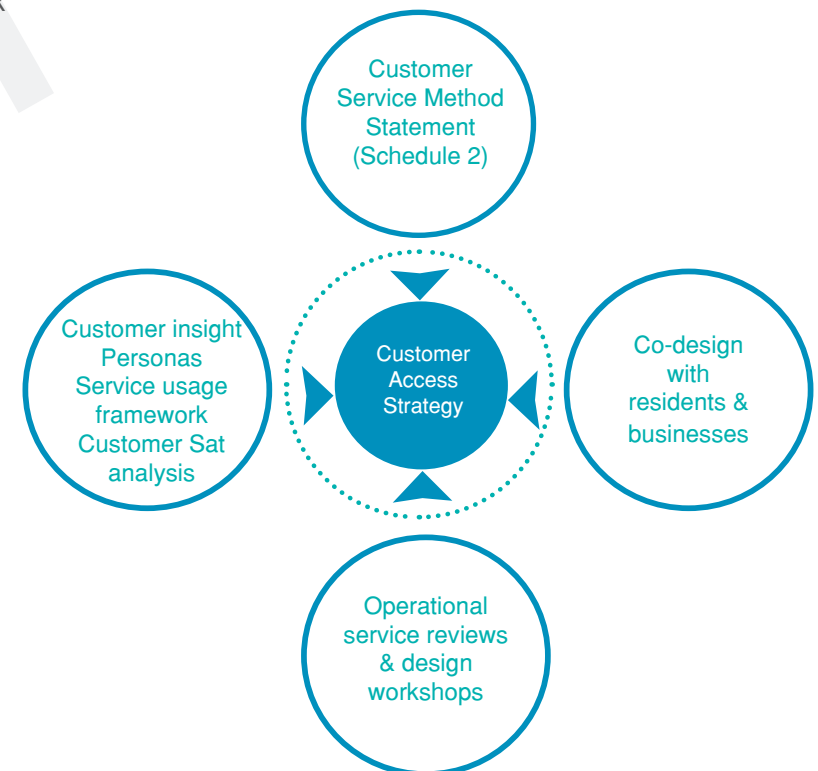 Customer
Service Method
Statement
(Schedule 2)
Customer insight
Personas
Service usage
framework
Customer Sat
analysis
Customer
Access
Strategy
Co-design
with
residents &
businesses
Operational
service reviews
& design
workshops